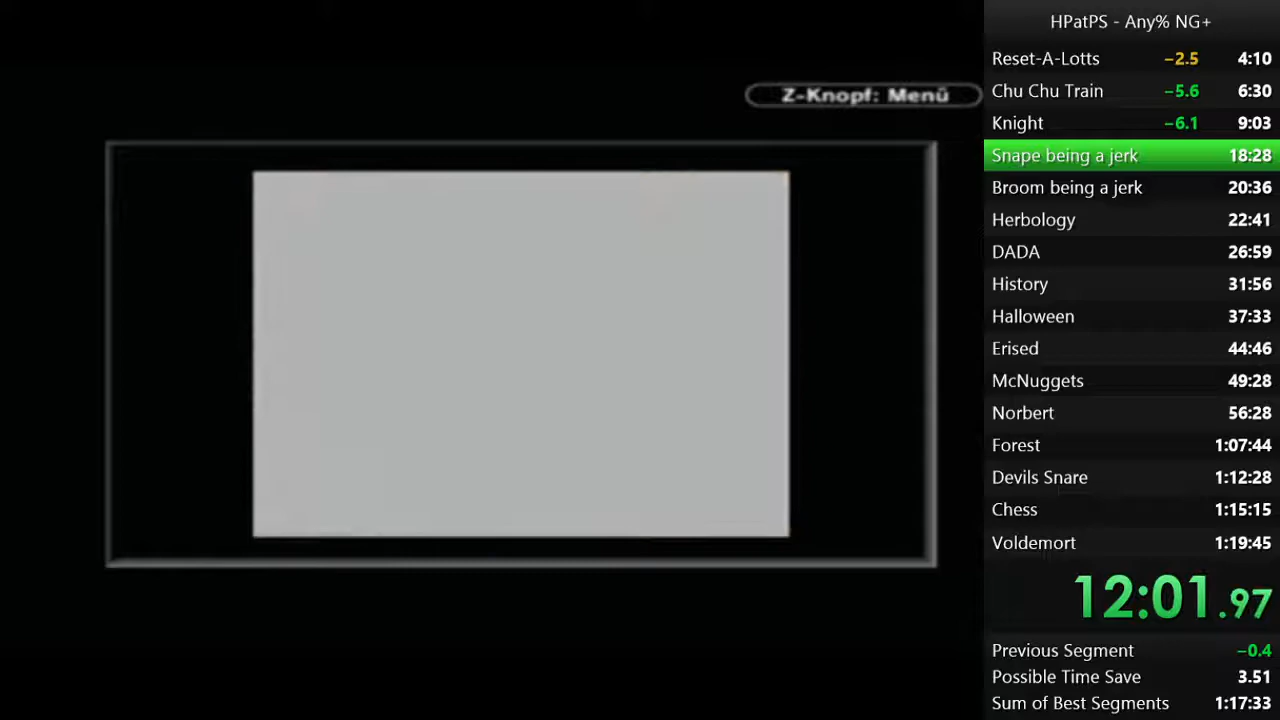 Z-Knopf: Menü
HPatPS - Any% NG+
Reset-A-Lotts −2.5 4:10
Chu Chu Train −5.6 6:30
Knight −6.1 9:03
Snape being a jerk 18:28
Broom being a jerk 20:36
Herbology 22:41
DADA 26:59
History 31:56
Halloween 37:33
Erised 44:46
McNuggets 49:28
Norbert 56:28
Forest 1:07:44
Devils Snare 1:12:28
Chess 1:15:15
Voldemort 1:19:45
12:01.97
Previous Segment −0.4
Possible Time Save 3.51
Sum of Best Segments 1:17:33